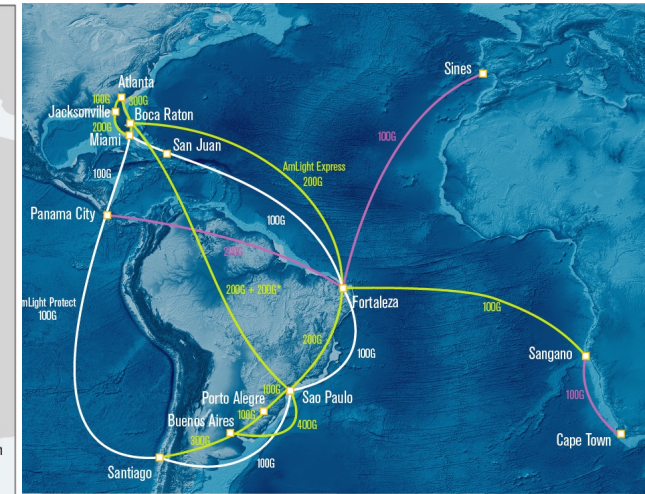 Sines
Atlanta
100G
300G
Jacksonville
Boca Raton
200G
Miami
San Juan
100G
100G
AmLight Express
200G
Panama City
100G
200G + 200G*
Fortaleza
100G
mLight Protect
100G
200G
100G
Sangano
100G
Sao Paulo
Porto Alegre
100G
100G
Buenos Aires
400G
300G
Cape Town
100G
Santiago
n